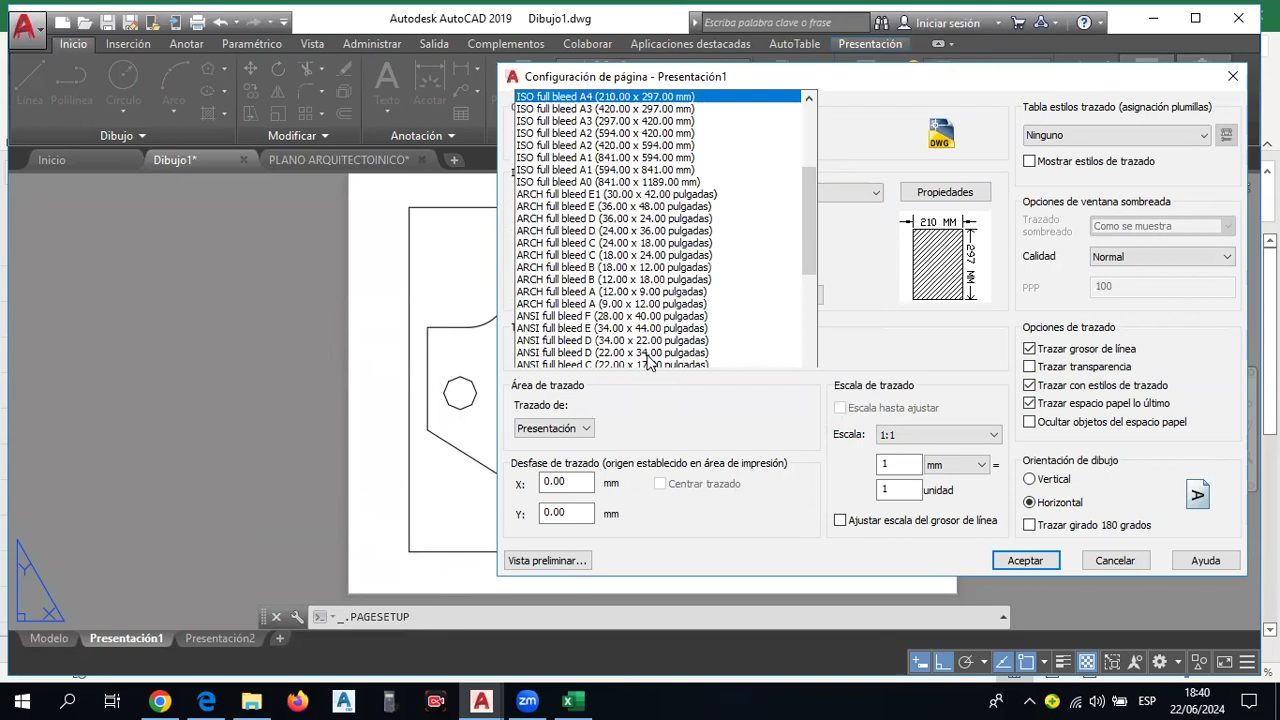 Autodesk AutoCAD 2019 Dibujo1.dwg
Escriba palabra clave o frase
Iniciar sesión
Inicio Inserción Anotar Paramétrico Vista Administrar Salida Complementos Colaborar Aplicaciones destacadas AutoTable Presentación
Línea Polilínea Círculo Arco
Texto Acotar
Dibujo Modificar Anotación
Inicio Dibujo1* PLANO ARQUITECTOINICO*
Configuración de página - Presentación1
ISO full bleed A4 (210.00 x 297.00 mm)
ISO full bleed A3 (420.00 x 297.00 mm)
ISO full bleed A3 (297.00 x 420.00 mm)
ISO full bleed A2 (594.00 x 420.00 mm)
ISO full bleed A2 (420.00 x 594.00 mm)
ISO full bleed A1 (841.00 x 594.00 mm)
ISO full bleed A1 (594.00 x 841.00 mm)
ISO full bleed A0 (841.00 x 1189.00 mm)
ARCH full bleed E1 (30.00 x 42.00 pulgadas)
ARCH full bleed E (36.00 x 48.00 pulgadas)
ARCH full bleed D (36.00 x 24.00 pulgadas)
ARCH full bleed D (24.00 x 36.00 pulgadas)
ARCH full bleed C (24.00 x 18.00 pulgadas)
ARCH full bleed C (18.00 x 24.00 pulgadas)
ARCH full bleed B (18.00 x 12.00 pulgadas)
ARCH full bleed B (12.00 x 18.00 pulgadas)
ARCH full bleed A (12.00 x 9.00 pulgadas)
ARCH full bleed A (9.00 x 12.00 pulgadas)
ANSI full bleed F (28.00 x 40.00 pulgadas)
ANSI full bleed E (34.00 x 44.00 pulgadas)
ANSI full bleed D (34.00 x 22.00 pulgadas)
ANSI full bleed D (22.00 x 34.00 pulgadas)
ANSI full bleed C (22.00 x 17.00 pulgadas)
DWG
Propiedades
210 MM
297 MM
Tabla estilos trazado (asignación plumillas)
Ninguno
Mostrar estilos de trazado
Opciones de ventana sombreada
Trazado sombreado
Como se muestra
Calidad Normal
PPP 100
Opciones de trazado
Trazar grosor de línea
Trazar transparencia
Trazar con estilos de trazado
Trazar espacio papel lo último
Ocultar objetos del espacio papel
Área de trazado
Trazado de:
Presentación
Escala de trazado
Escala hasta ajustar
Escala: 1:1
1 mm =
1 unidad
Ajustar escala del grosor de línea
Desfase de trazado (origen establecido en área de impresión)
X: 0.00 mm
Centrar trazado
Y: 0.00 mm
Orientación de dibujo
Vertical
Horizontal
A
Trazar girado 180 grados
Vista preliminar...
Aceptar Cancelar Ayuda
Y
X
_.PAGESETUP
Modelo Presentación1 Presentación2
ESP
18:40
22/06/2024